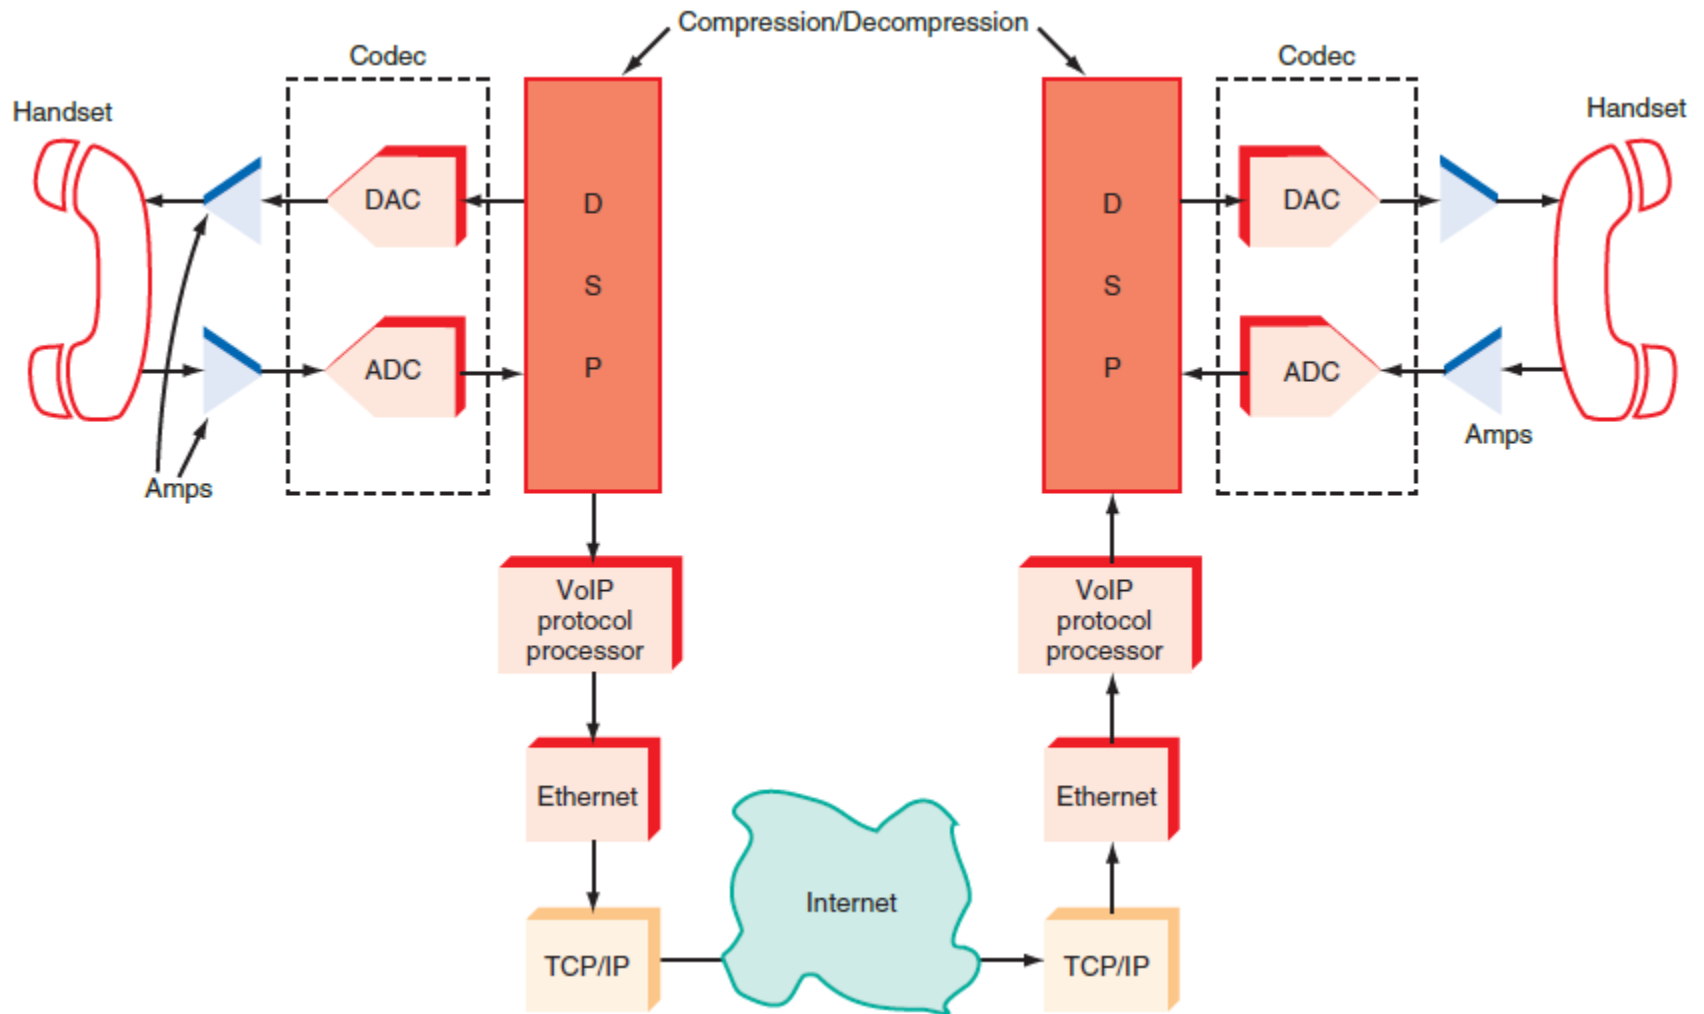 Compression/Decompression
Codec
Codec
Handset
Handset
DAC
D
S
P
D
S
P
DAC
ADC
ADC
Amps
Amps
VoIP
protocol
processor
VoIP
protocol
processor
Ethernet
Ethernet
Internet
TCP/IP
TCP/IP